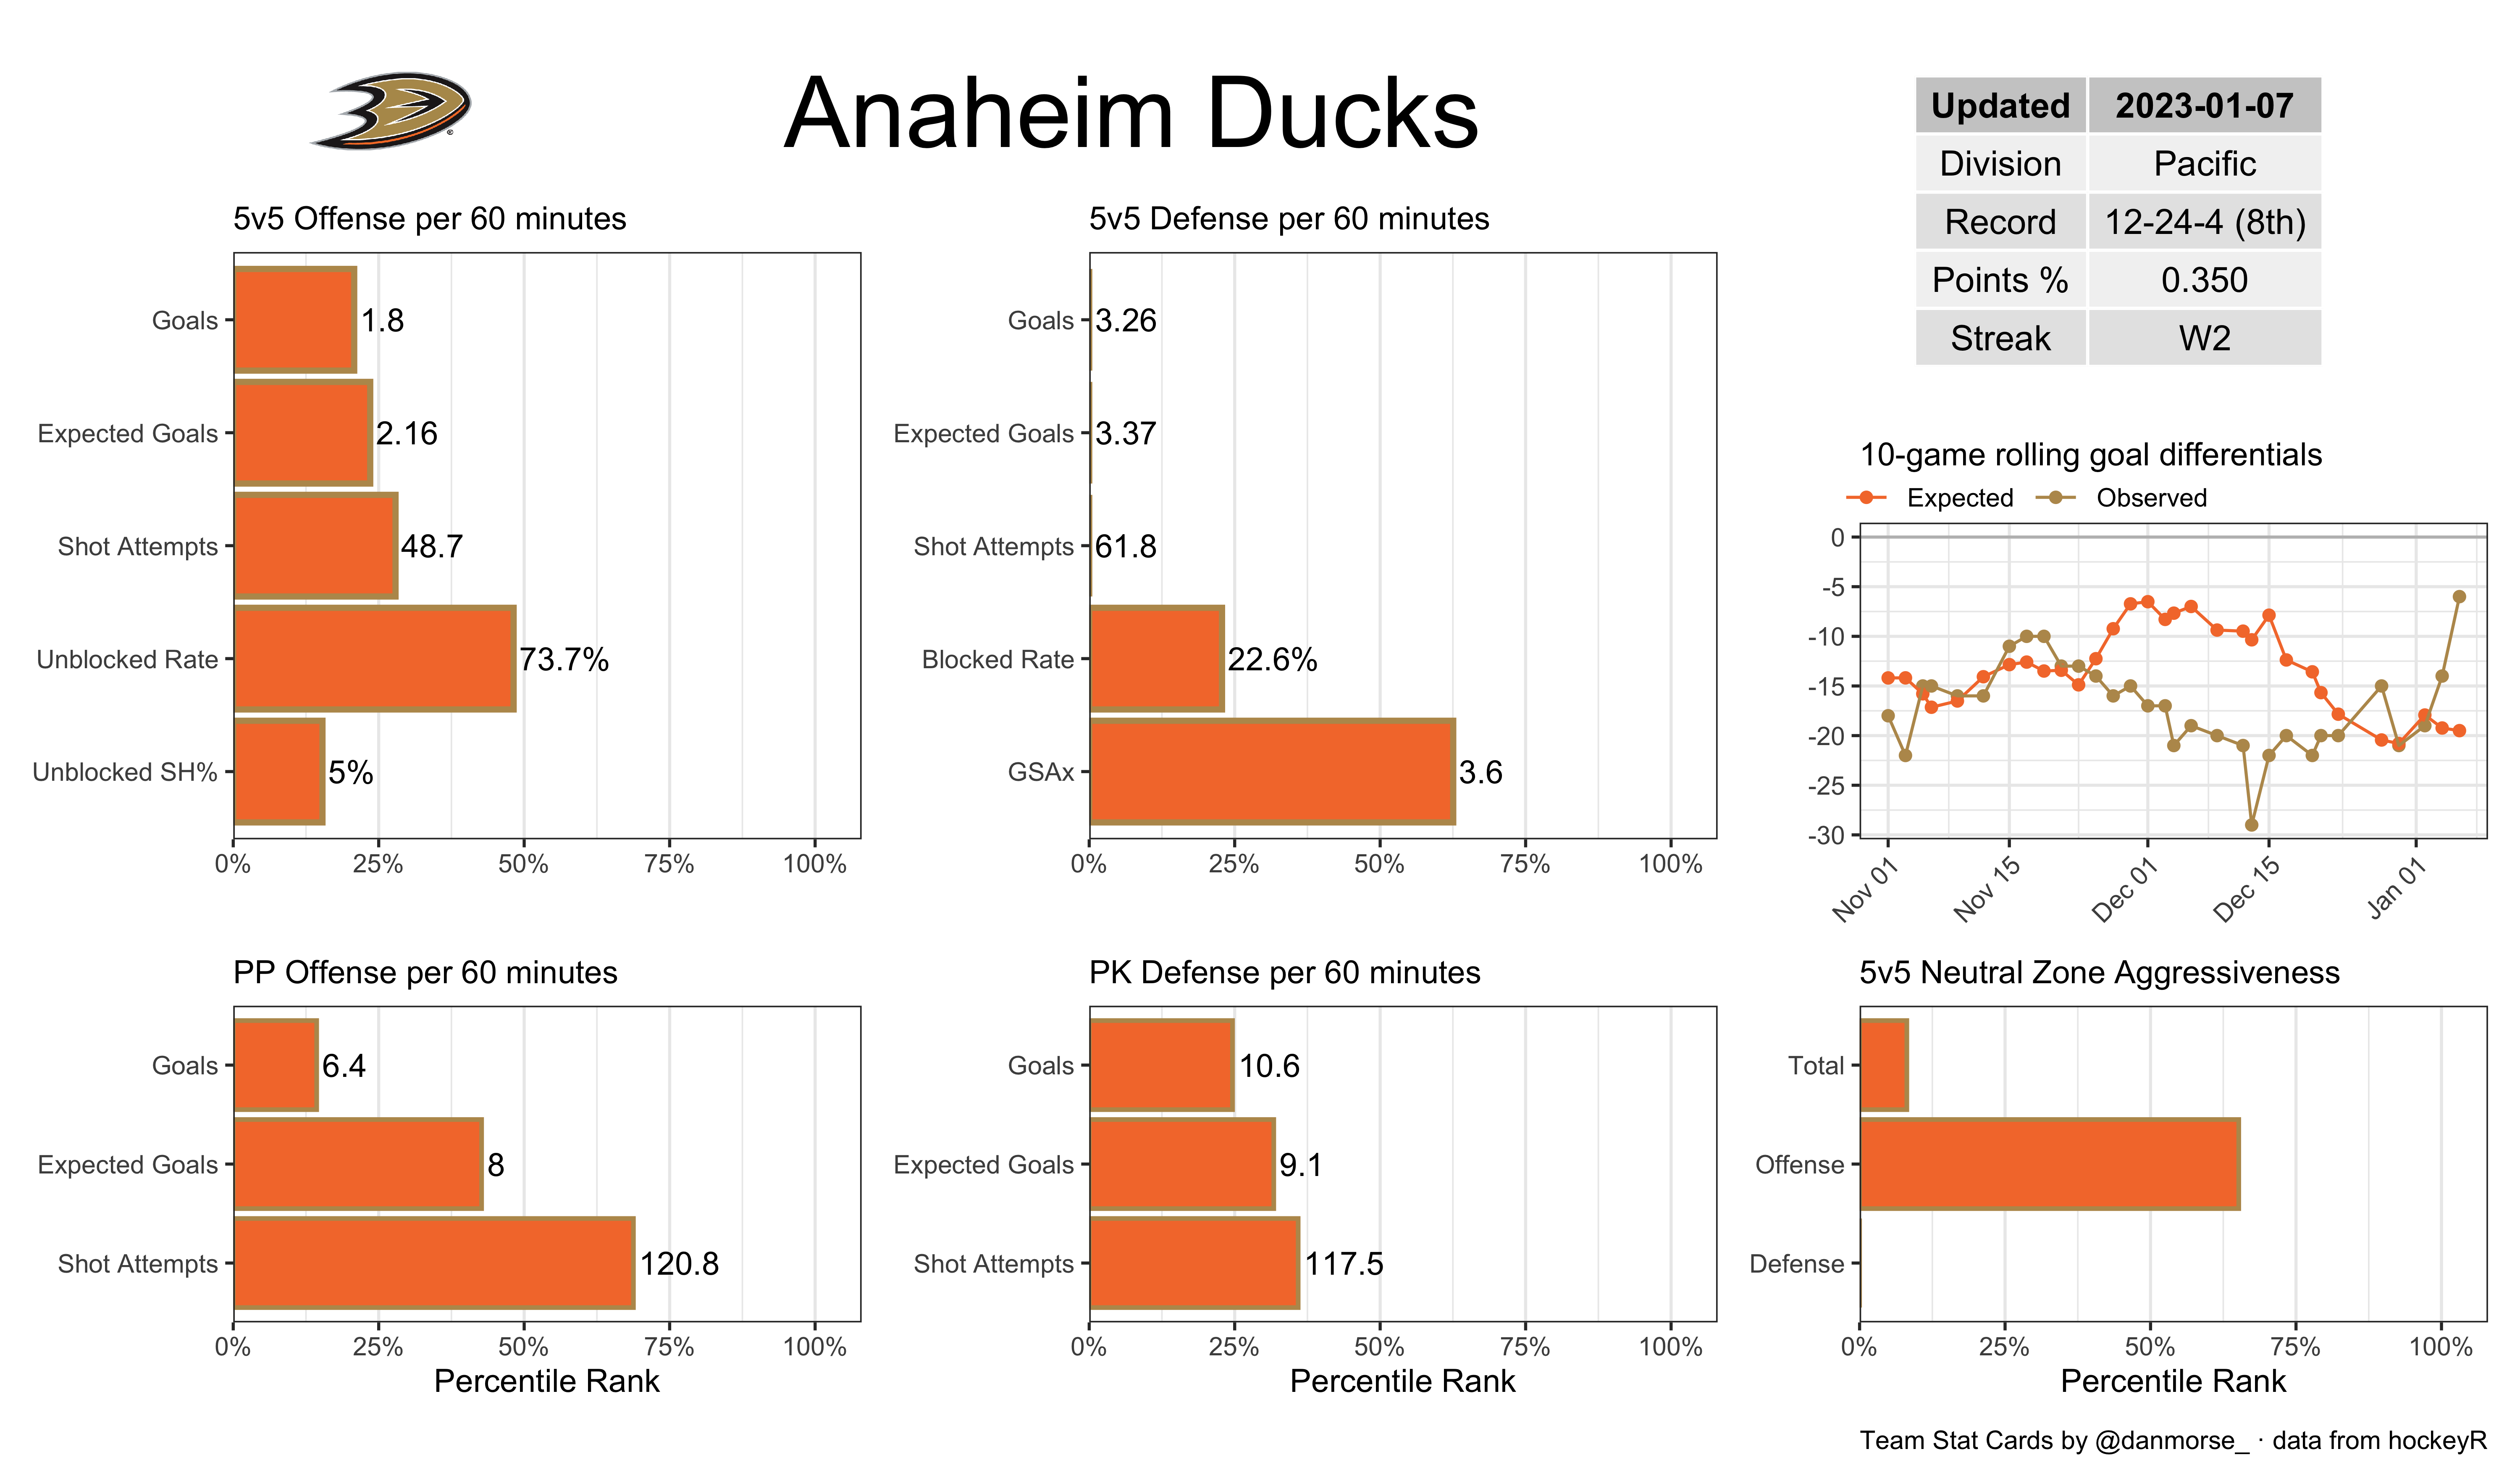 Anaheim Ducks
®
Updated 2023-01-07
Division Pacific
Record 12-24-4 (8th)
Points % 0.350
Streak W2
5v5 Offense per 60 minutes
Goals 1.8
Expected Goals 2.16
Shot Attempts 48.7
Unblocked Rate 73.7%
Unblocked SH% 5%
0% 25% 50% 75% 100%
5v5 Defense per 60 minutes
Goals 3.26
Expected Goals 3.37
Shot Attempts 61.8
Blocked Rate 22.6%
GSAx 3.6
0% 25% 50% 75% 100%
10-game rolling goal differentials
Expected Observed
0
-5
-10
-15
-20
-25
-30
Nov 01 Nov 15 Dec 01 Dec 15 Jan 01
PP Offense per 60 minutes
Goals 6.4
Expected Goals 8
Shot Attempts 120.8
0% 25% 50% 75% 100%
Percentile Rank
PK Defense per 60 minutes
Goals 10.6
Expected Goals 9.1
Shot Attempts 117.5
0% 25% 50% 75% 100%
Percentile Rank
5v5 Neutral Zone Aggressiveness
Total
Offense
Defense
0% 25% 50% 75% 100%
Percentile Rank
Team Stat Cards by @danmorse_ · data from hockeyR